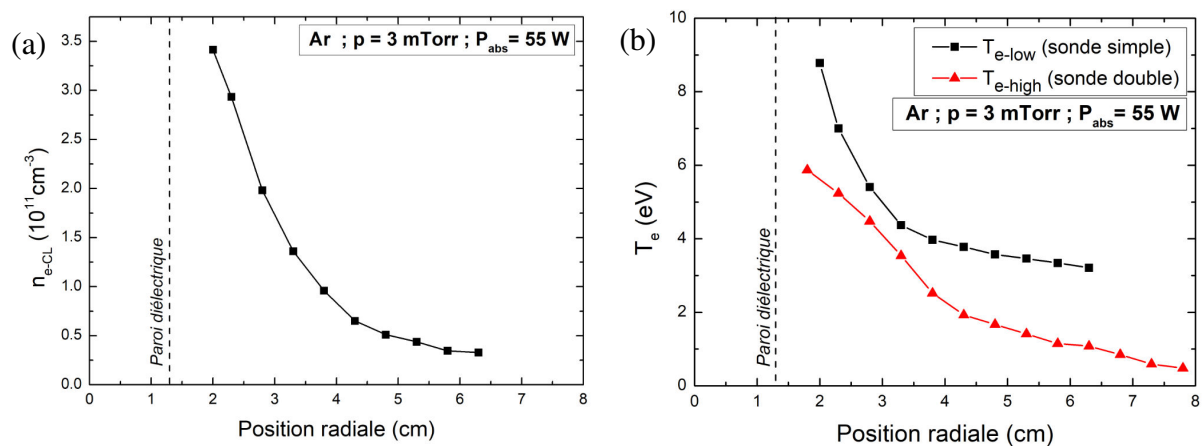 (a)
Ar ; p = 3 mTorr ; Pabs= 55 W
3.5
3.0
2.5
2.0
1.5
1.0
0.5
0.0
ne-CL (10¹¹cm⁻³)
Paroi diélectrique
0 1 2 3 4 5 6 7 8
Position radiale (cm)
(b)
Te-low (sonde simple)
Te-high (sonde double)
Ar ; p = 3 mTorr ; Pabs= 55 W
10
8
6
4
2
0
Te (eV)
Paroi diélectrique
0 1 2 3 4 5 6 7 8
Position radiale (cm)